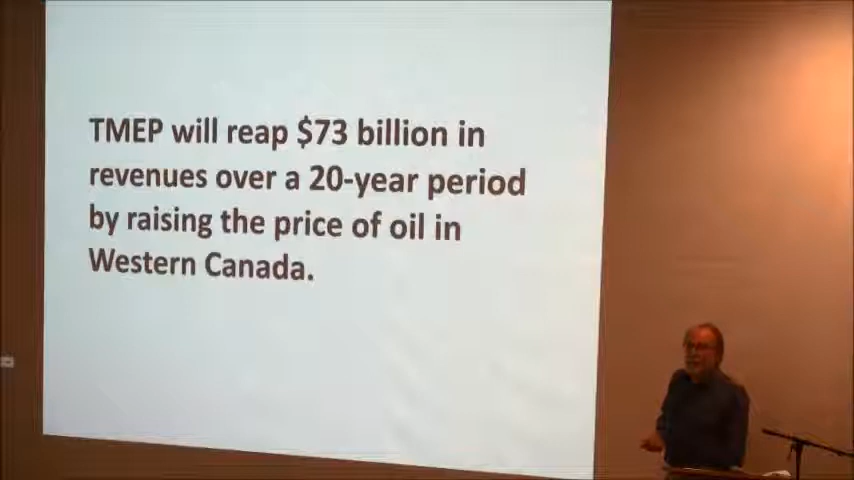 TMEP will reap $73 billion in
revenues over a 20-year period
by raising the price of oil in
Western Canada.